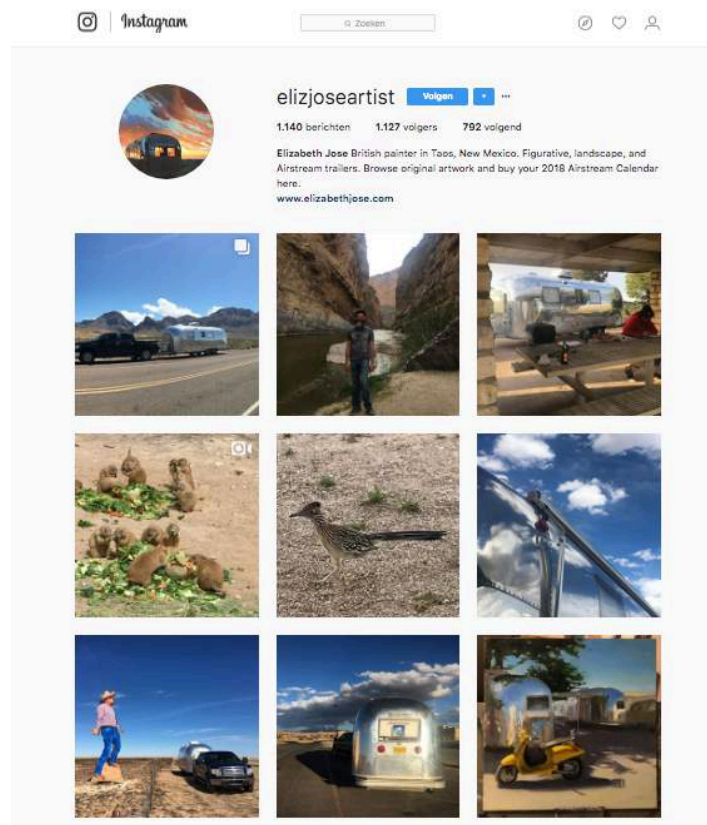 Instagram
Zoeken
elizjoseartist Volgen
1.140 berichten 1.127 volgers 792 volgend
Elizabeth Jose British painter in Taos, New Mexico. Figurative, landscape, and
Airstream trailers. Browse original artwork and buy your 2018 Airstream Calendar
here.
www.elizabethjose.com